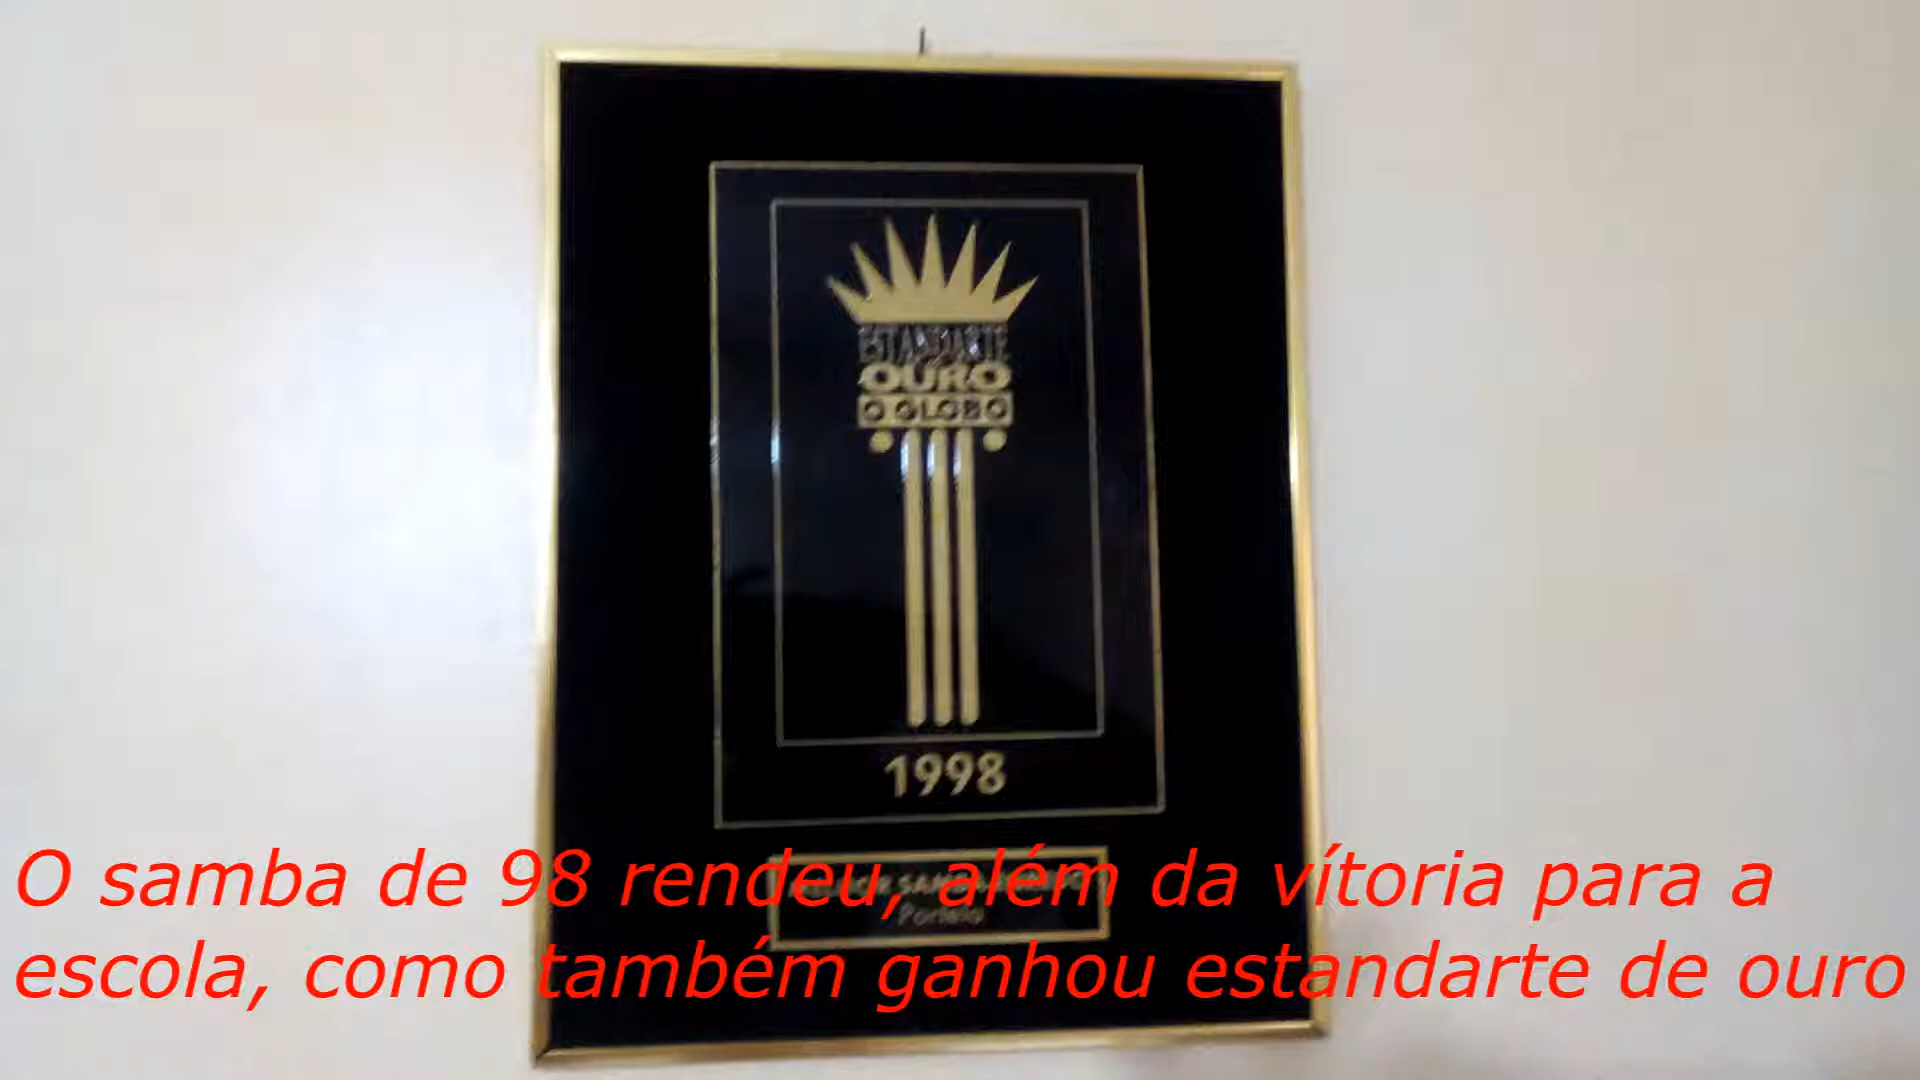 ESTANDARTE
OURO
O GLOBO
1998
Portela
O samba de 98 rendeu, além da vítoria para a
escola, como também ganhou estandarte de ouro